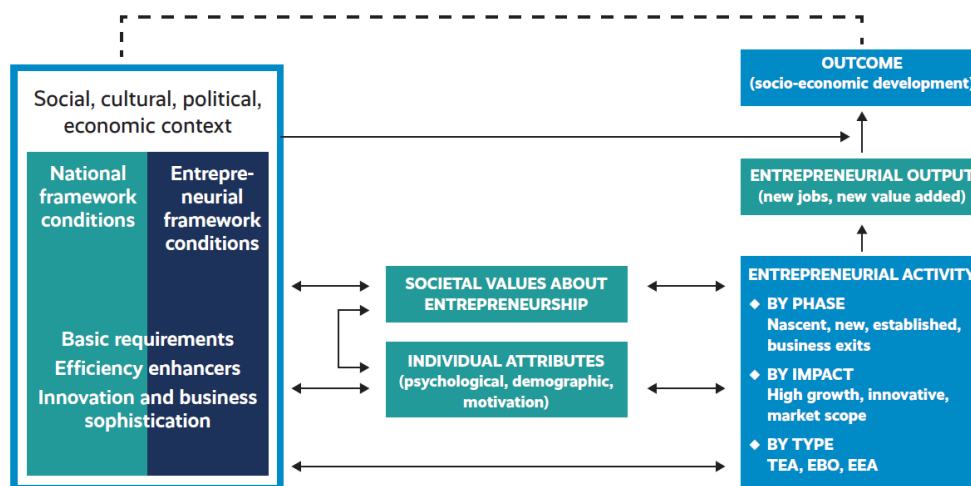 Social, cultural, political,
economic context
National
framework
conditions
Entrepre-
neurial
framework
conditions
Basic requirements
Efficiency enhancers
Innovation and business
sophistication
SOCIETAL VALUES ABOUT
ENTREPRENEURSHIP
INDIVIDUAL ATTRIBUTES
(psychological, demographic,
motivation)
OUTCOME
(socio-economic development)
ENTREPRENEURIAL OUTPUT
(new jobs, new value added)
ENTREPRENEURIAL ACTIVITY
◆ BY PHASE
Nascent, new, established,
business exits
◆ BY IMPACT
High growth, innovative,
market scope
◆ BY TYPE
TEA, EBO, EEA